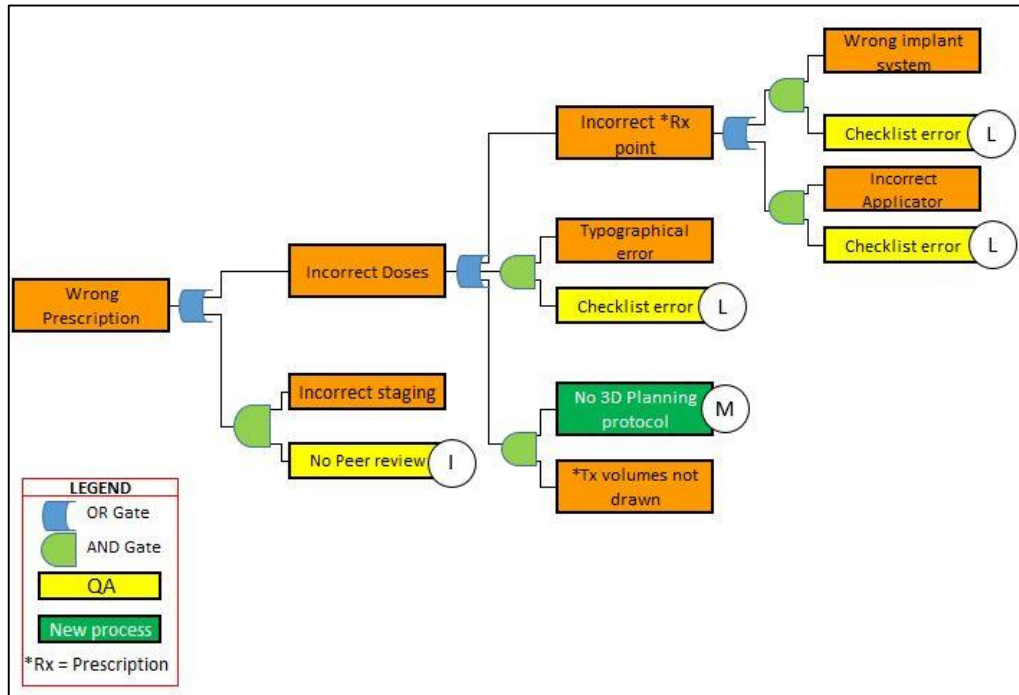 Wrong implant
system
Checklist error
L
Incorrect *Rx
point
Incorrect
Applicator
Checklist error
L
Typographical
error
Incorrect Doses
Checklist error
L
Wrong
Prescription
Incorrect staging
No Peer review
I
No 3D Planning
protocol
M
*Tx volumes not
drawn
LEGEND
OR Gate
AND Gate
QA
New process
*Rx = Prescription